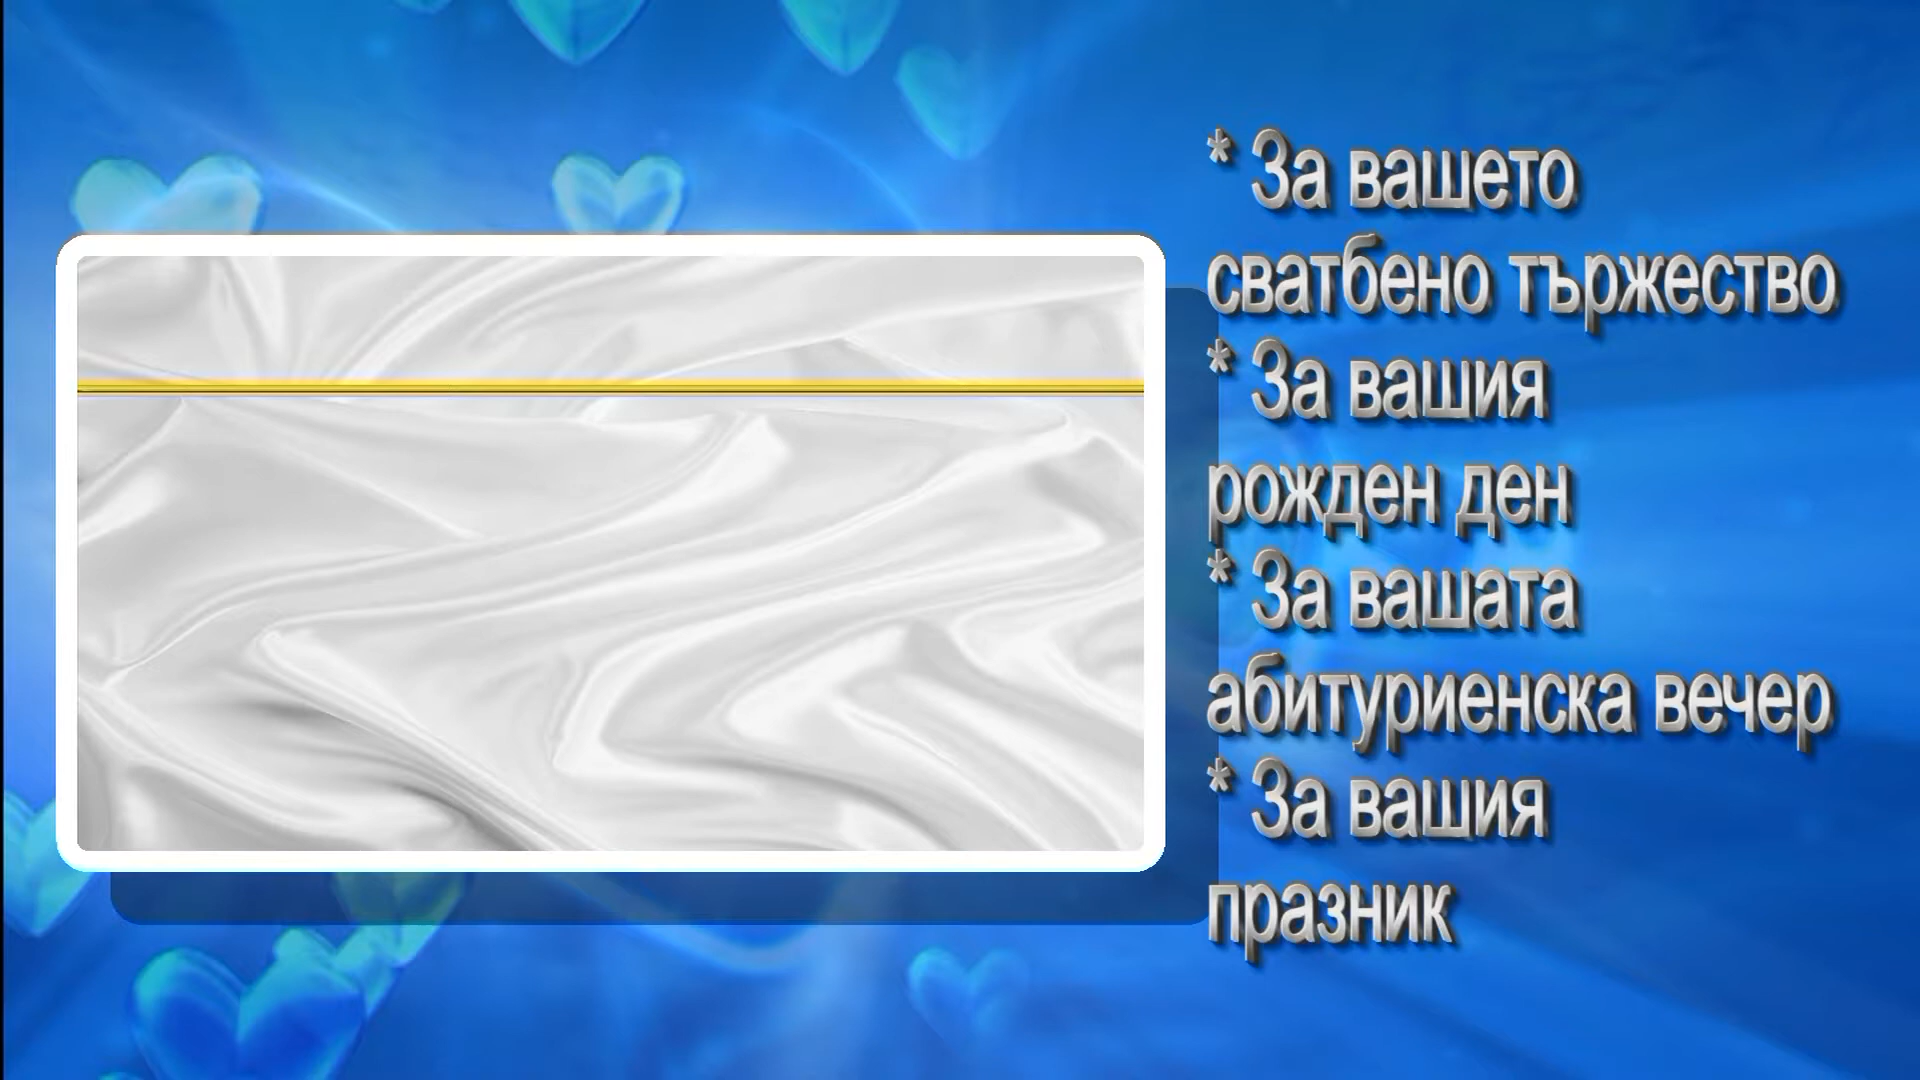 * За вашето
сватбено тържество
* За вашия
рожден ден
* За вашата
абитуриенска вечер
* За вашия
празник